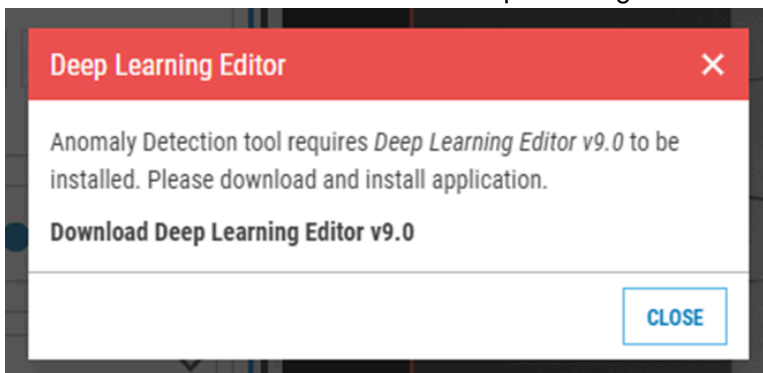 Deep Learning Editor
Anomaly Detection tool requires Deep Learning Editor v9.0 to be
installed. Please download and install application.
Download Deep Learning Editor v9.0
CLOSE